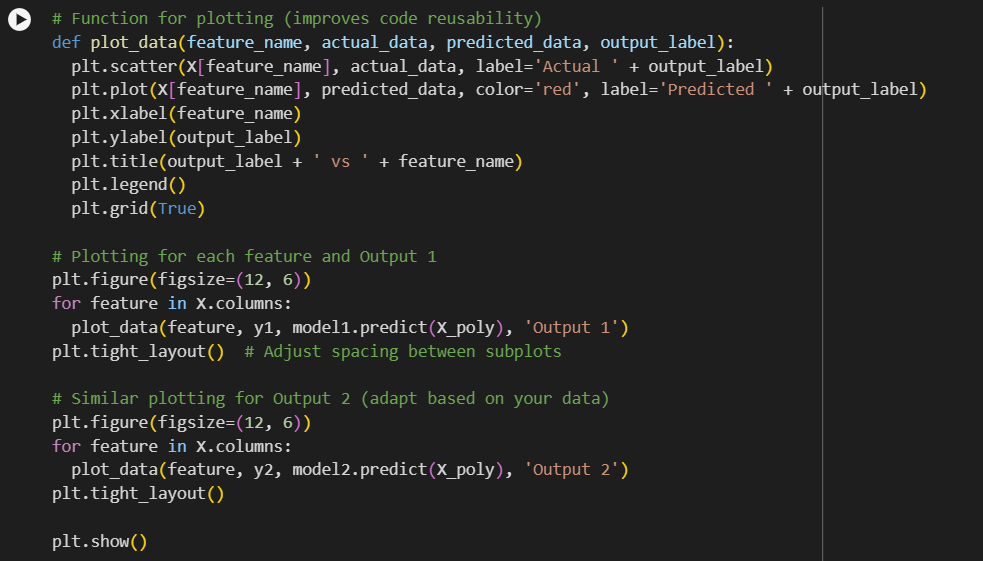 # Function for plotting (improves code reusability)
def plot_data(feature_name, actual_data, predicted_data, output_label):
  plt.scatter(X[feature_name], actual_data, label='Actual ' + output_label)
  plt.plot(X[feature_name], predicted_data, color='red', label='Predicted ' + output_label)
  plt.xlabel(feature_name)
  plt.ylabel(output_label)
  plt.title(output_label + ' vs ' + feature_name)
  plt.legend()
  plt.grid(True)

# Plotting for each feature and Output 1
plt.figure(figsize=(12, 6))
for feature in X.columns:
  plot_data(feature, y1, model1.predict(X_poly), 'Output 1')
plt.tight_layout()  # Adjust spacing between subplots

# Similar plotting for Output 2 (adapt based on your data)
plt.figure(figsize=(12, 6))
for feature in X.columns:
  plot_data(feature, y2, model2.predict(X_poly), 'Output 2')
plt.tight_layout()

plt.show()